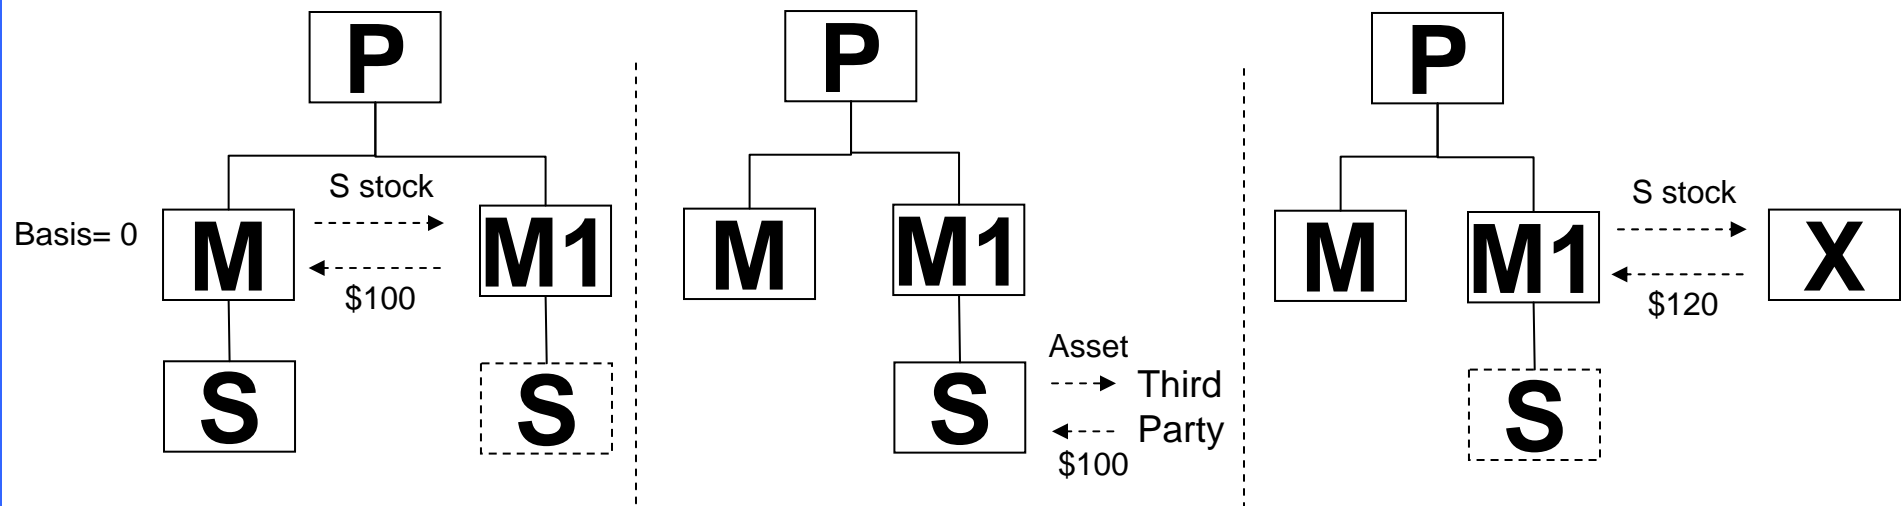 P
S stock
Basis= 0
M
M1
$100
S
S
P
M
M1
Asset
S
Third
Party
$100
P
S stock
M
M1
X
$120
S